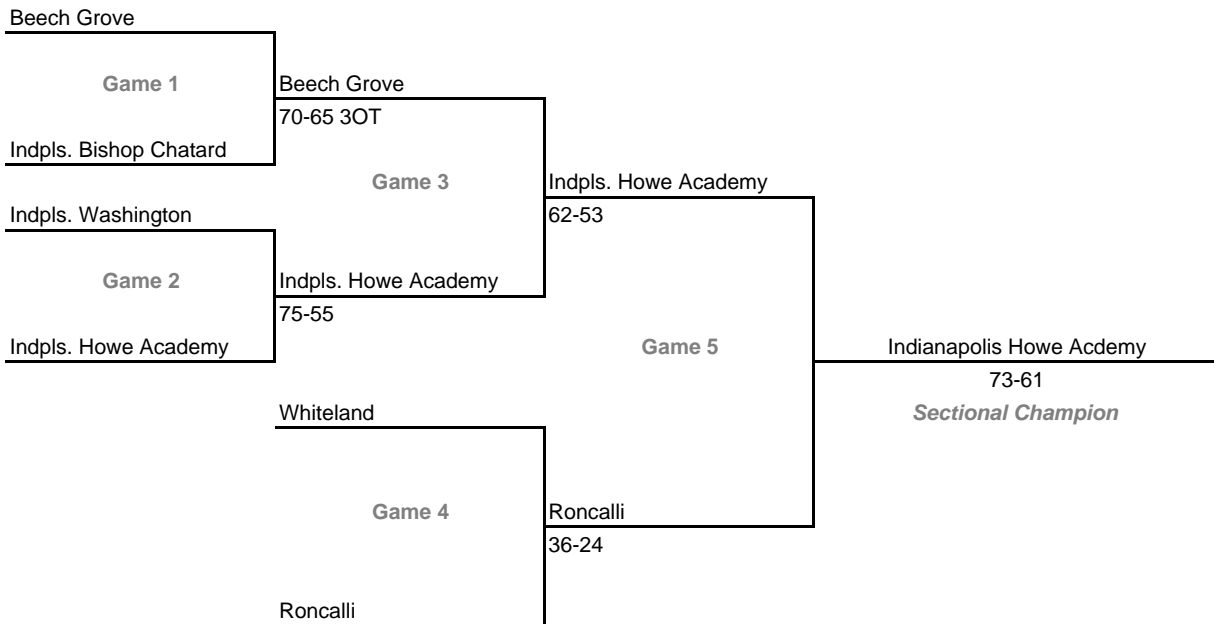 Beech Grove
Game 1
Beech Grove
70-65 3OT
Indpls. Bishop Chatard
Game 3
Indpls. Howe Academy
Indpls. Washington
62-53
Game 2
Indpls. Howe Academy
75-55
Indpls. Howe Academy
Game 5
Indianapolis Howe Acdemy
73-61
Whiteland
Sectional Champion
Game 4
Roncalli
36-24
Roncalli